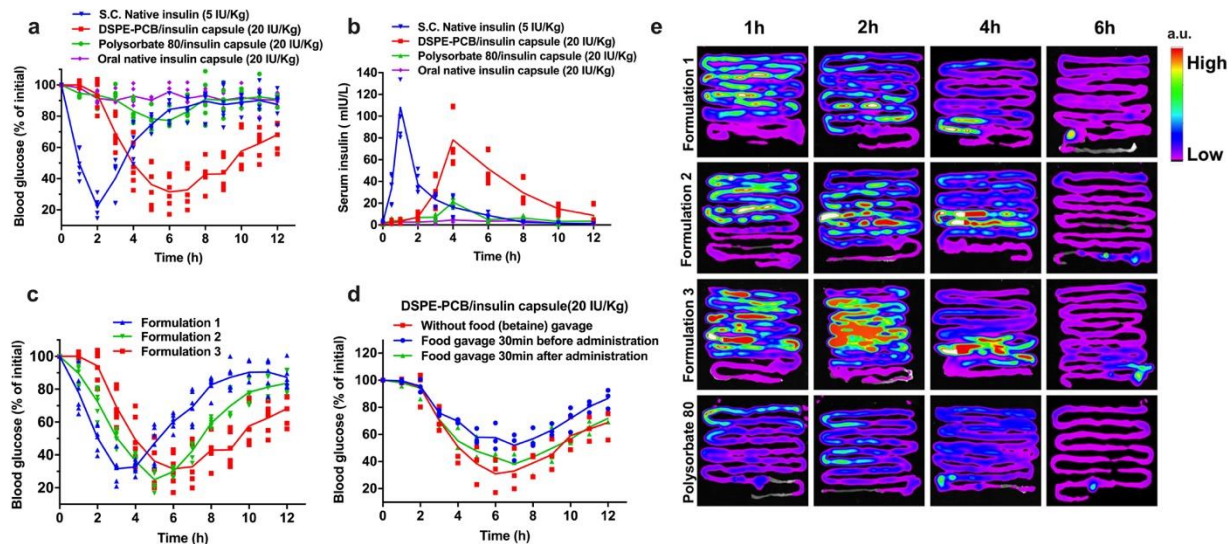 a
S.C. Native insulin (5 IU/Kg)
DSPE-PCB/insulin capsule (20 IU/Kg)
Polysorbate 80/insulin capsule (20 IU/Kg)
Oral native insulin capsule (20 IU/Kg)
Blood glucose (% of initial)
100
80
60
40
20
0 2 4 6 8 10 12
Time (h)
b
S.C. Native insulin (5 IU/Kg)
DSPE-PCB/insulin capsule (20 IU/Kg)
Polysorbate 80/insulin capsule (20 IU/Kg)
Oral native insulin capsule (20 IU/Kg)
Serum insulin (mIU/L)
140
120
100
80
60
40
20
0
0 2 4 6 8 10 12
Time (h)
c
Formulation 1
Formulation 2
Formulation 3
Blood glucose (% of initial)
100
80
60
40
20
0 2 4 6 8 10 12
Time (h)
d
DSPE-PCB/insulin capsule(20 IU/Kg)
Without food (betaine) gavage
Food gavage 30min before administration
Food gavage 30min after administration
Blood glucose (% of initial)
120
100
80
60
40
20
0 2 4 6 8 10 12
Time (h)
e
1h 2h 4h 6h
a.u.
High
Low
Formulation 1
Formulation 2
Formulation 3
Polysorbate 80